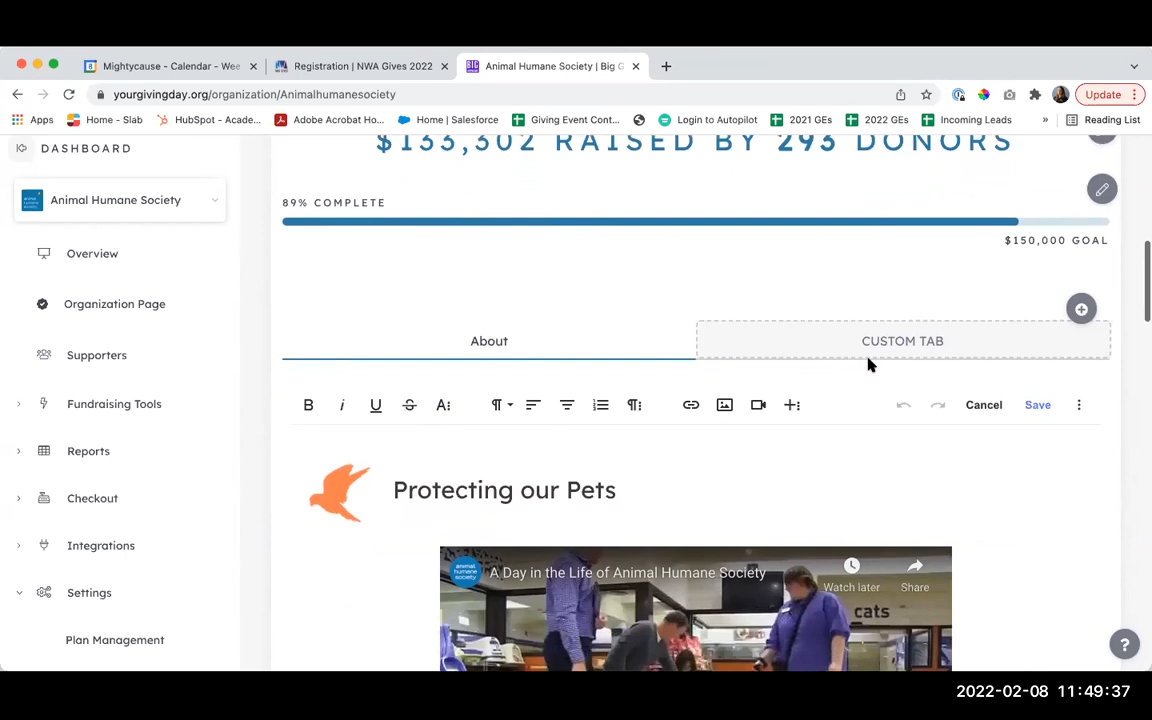 Mightycause - Calendar - Wee
Registration | NWA Gives 2022
Animal Humane Society | Big G
yourgivingday.org/organization/Animalhumanesociety
Update
Apps
Home - Slab
HubSpot - Acade...
Adobe Acrobat Ho...
Home | Salesforce
Giving Event Cont...
Login to Autopilot
2021 GEs
2022 GEs
Incoming Leads
»
Reading List
DASHBOARD
$133,302 RAISED BY 293 DONORS
Animal Humane Society
89% COMPLETE
$150,000 GOAL
Overview
Organization Page
Supporters
Fundraising Tools
Reports
Checkout
Integrations
Settings
Plan Management
About
CUSTOM TAB
B i U S A
Cancel
Save
Protecting our Pets
animal humane society
A Day in the Life of Animal Humane Society
Watch later
Share
cats
?
2022-02-08 11:49:37